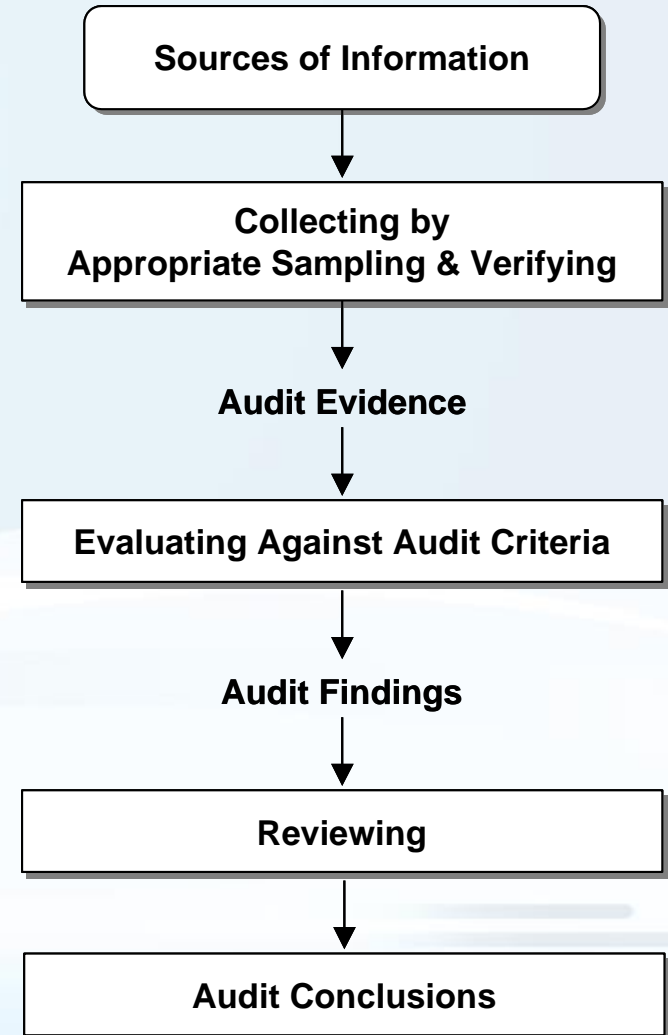 Sources of Information
Collecting by
Appropriate Sampling & Verifying
Audit Evidence
Evaluating Against Audit Criteria
Audit Findings
Reviewing
Audit Conclusions